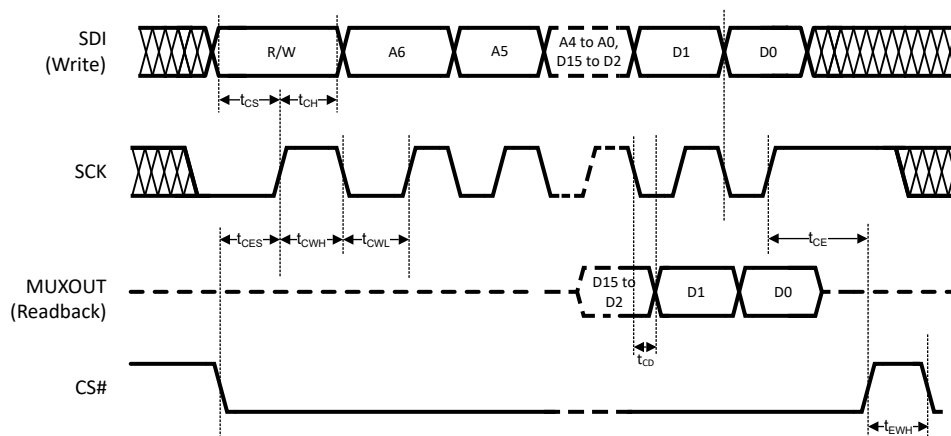 SDI
(Write)
R/W
A6
A5
A4 to A0,
D15 to D2
D1
D0
tCS
tCH
SCK
tCES
tCWH
tCWL
tCE
MUXOUT
(Readback)
D15 to
D2
D1
D0
tCD
CS#
tEWH